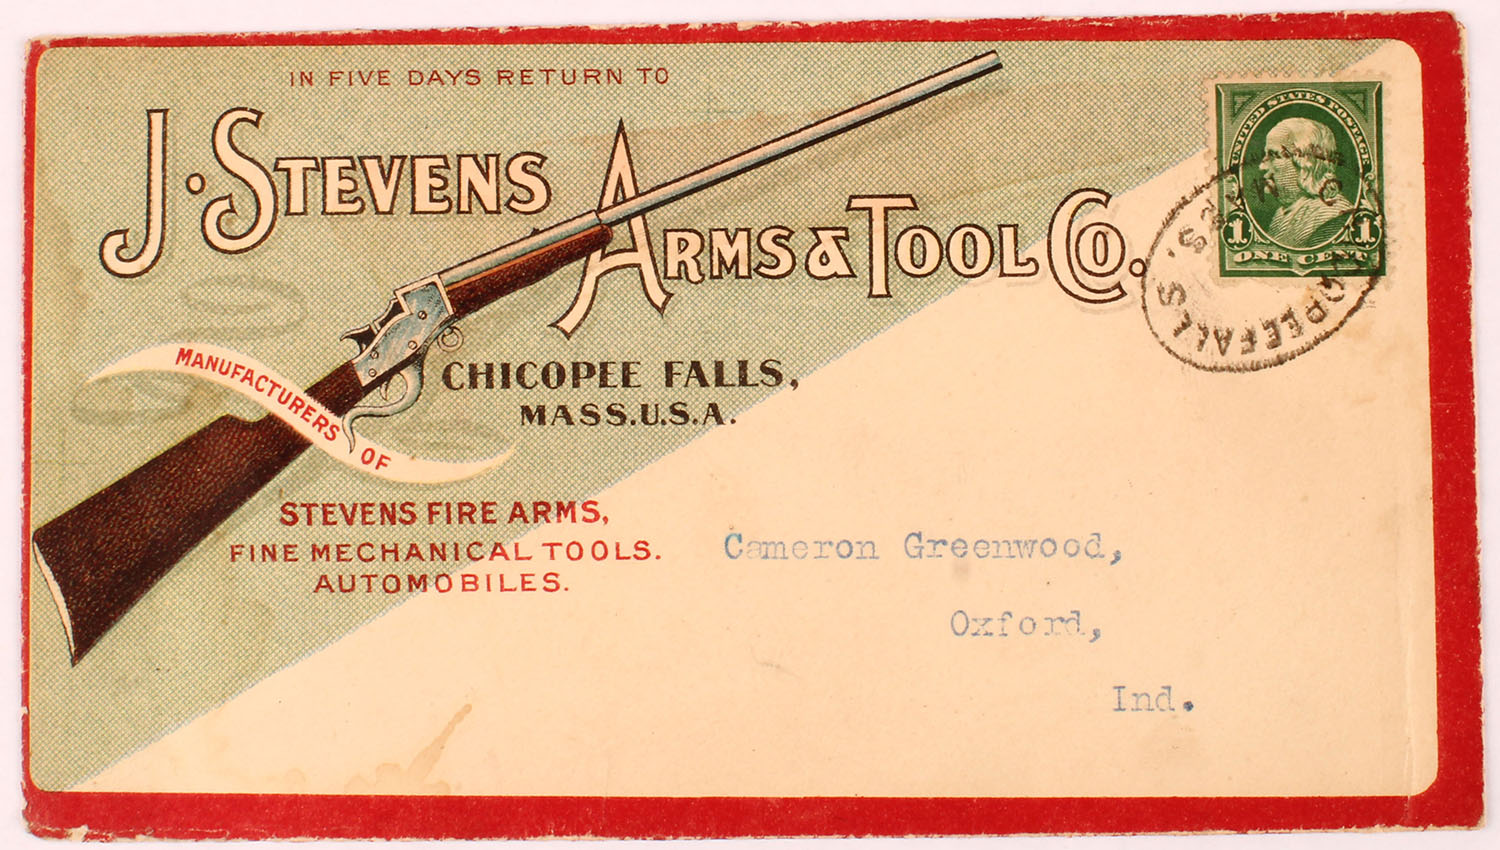 IN FIVE DAYS RETURN TO
J. STEVENS ARMS & TOOL CO.
CHICOPEE FALLS,
MASS. U.S.A.
MANUFACTURERS OF
STEVENS FIRE ARMS,
FINE MECHANICAL TOOLS.
AUTOMOBILES.
UNITED STATES POSTAGE
1 1
ONE CENT
FALLS
Cameron Greenwood,
Oxford,
Ind.